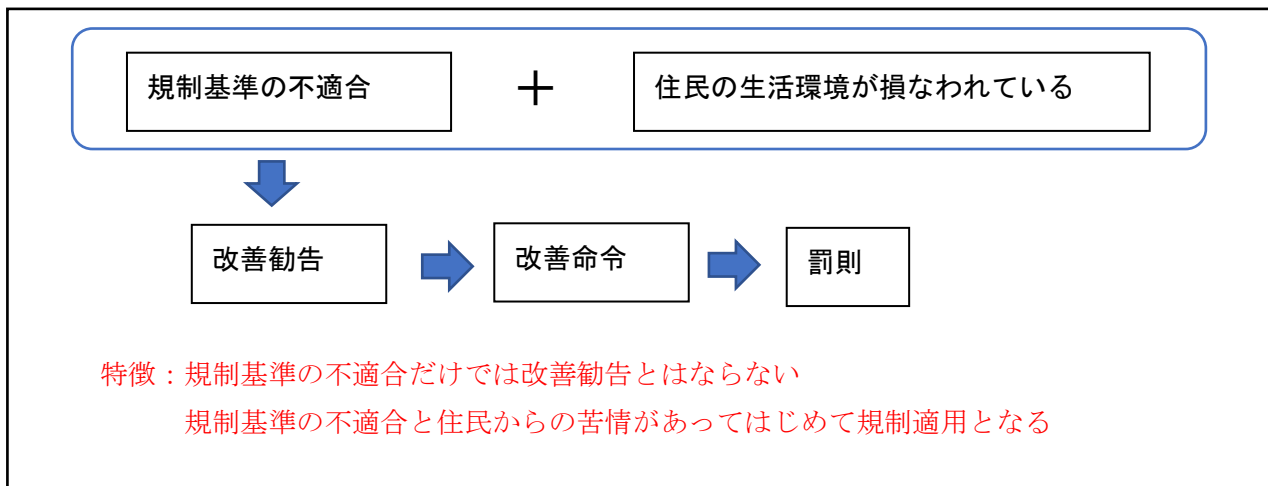 規制基準の不適合
＋
住民の生活環境が損なわれている
改善勧告
改善命令
罰則
特徴：規制基準の不適合だけでは改善勧告とはならない
規制基準の不適合と住民からの苦情があってはじめて規制適用となる